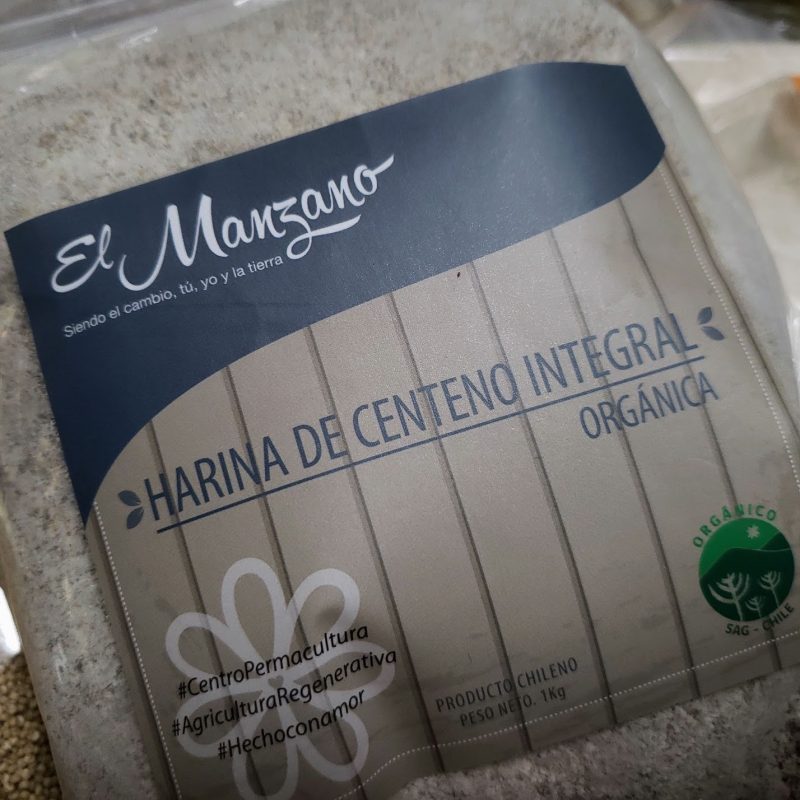 El Manzano
Siendo el cambio, tú, yo y la tierra
HARINA DE CENTENO INTEGRAL
ORGÁNICA
ORGÁNICO
SAG - CHILE
#CentroPermacultura
#AgriculturaRegenerativa
#Hechoconamor
PRODUCTO CHILENO
PESO NETO. 1Kg